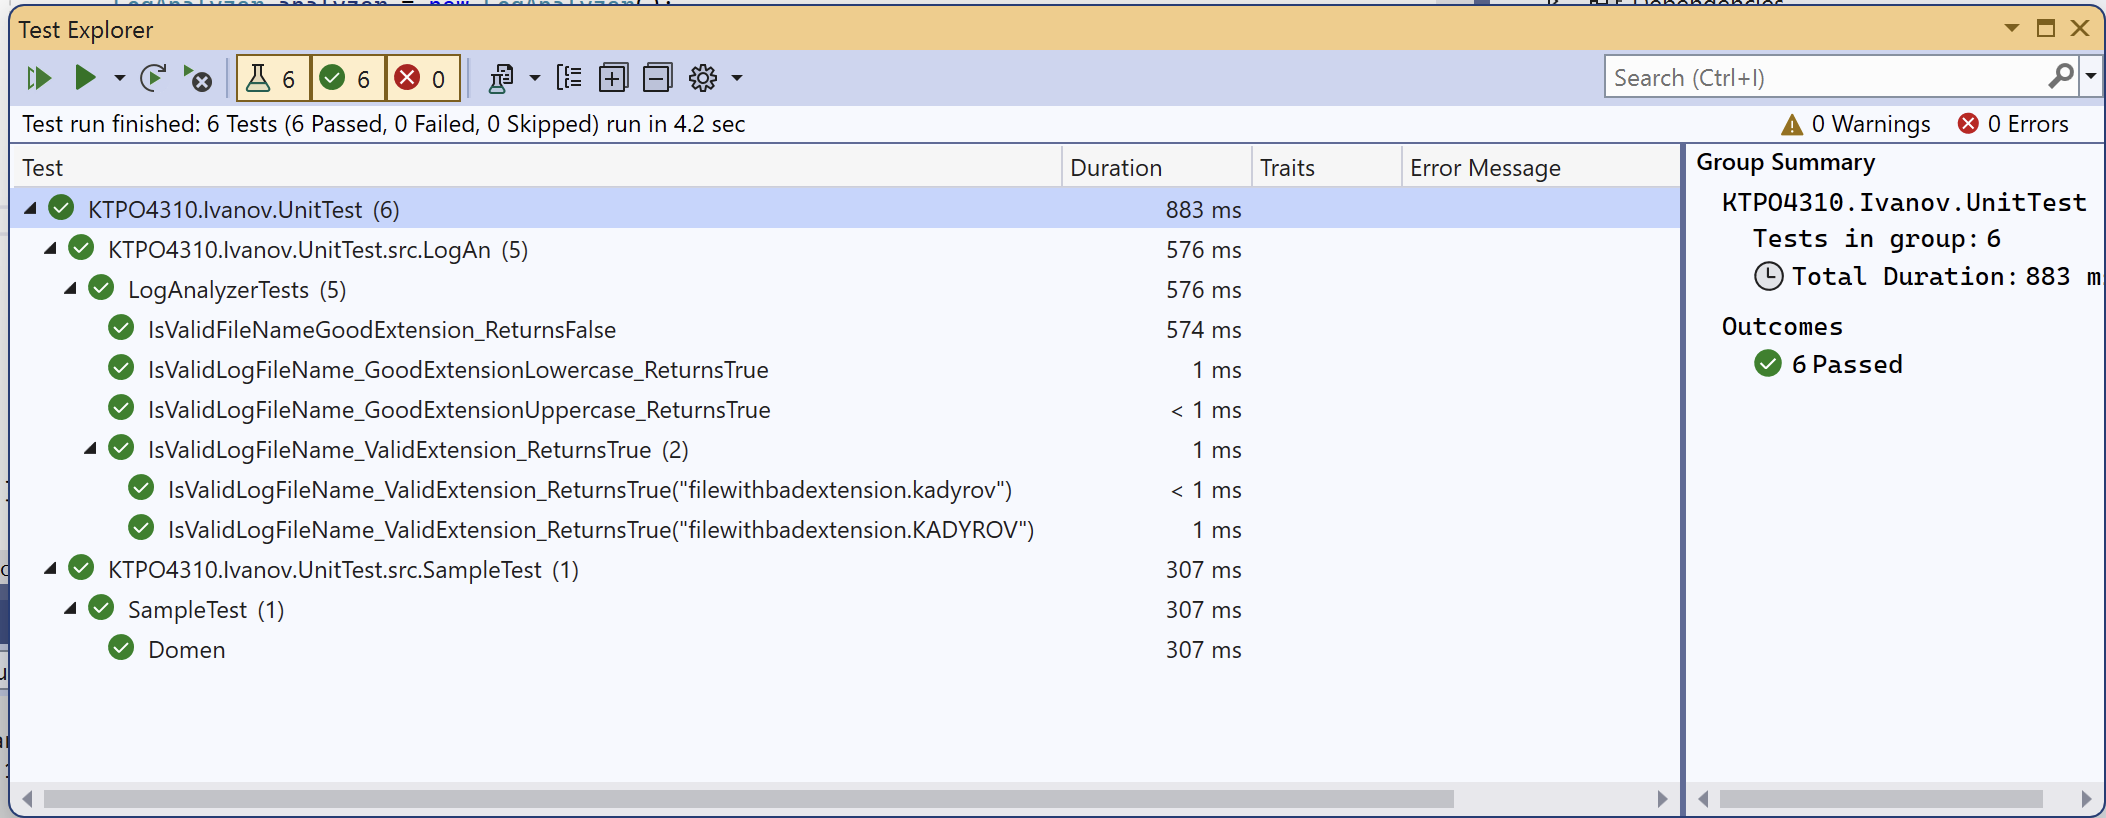 Test Explorer
6 6 0
Search (Ctrl+I)
Test run finished: 6 Tests (6 Passed, 0 Failed, 0 Skipped) run in 4.2 sec
0 Warnings 0 Errors
Test Duration Traits Error Message
KTPO4310.Ivanov.UnitTest (6) 883 ms
KTPO4310.Ivanov.UnitTest.src.LogAn (5) 576 ms
LogAnalyzerTests (5) 576 ms
IsValidFileNameGoodExtension_ReturnsFalse 574 ms
IsValidLogFileName_GoodExtensionLowercase_ReturnsTrue 1 ms
IsValidLogFileName_GoodExtensionUppercase_ReturnsTrue < 1 ms
IsValidLogFileName_ValidExtension_ReturnsTrue (2) 1 ms
IsValidLogFileName_ValidExtension_ReturnsTrue("filewithbadextension.kadyrov") < 1 ms
IsValidLogFileName_ValidExtension_ReturnsTrue("filewithbadextension.KADYROV") 1 ms
KTPO4310.Ivanov.UnitTest.src.SampleTest (1) 307 ms
SampleTest (1) 307 ms
Domen 307 ms
Group Summary
KTPO4310.Ivanov.UnitTest
Tests in group: 6
Total Duration: 883 m
Outcomes
6 Passed